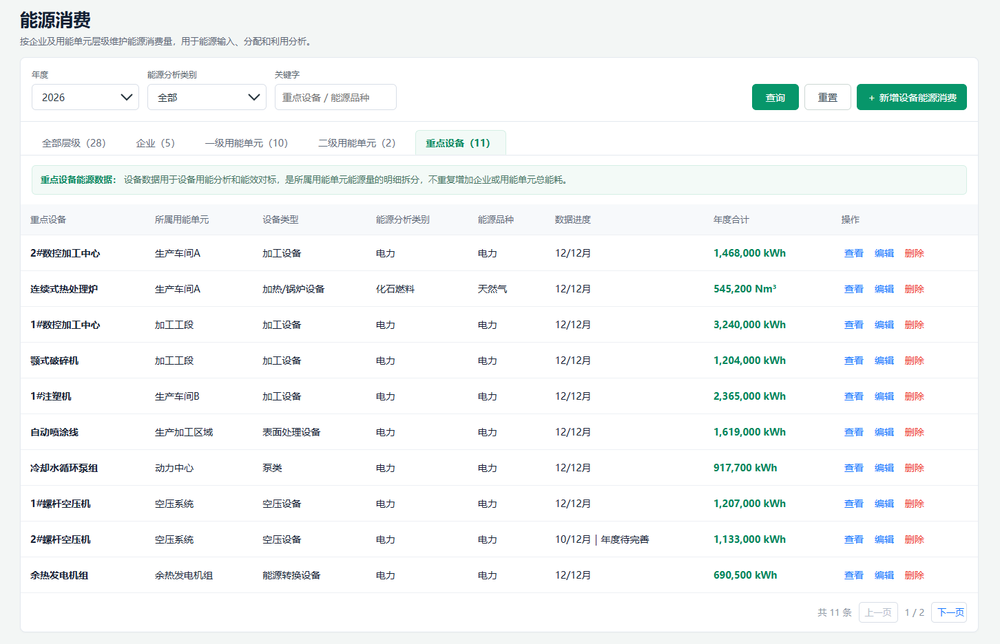 能源消费
按企业及用能单元层级维护能源消费量，用于能源输入、分配和利用分析。
年度 能源分析类别 关键字
2026 全部 重点设备 / 能源品种 查询 重置 + 新增设备能源消费
全部层级（28） 企业（5） 一级用能单元（10） 二级用能单元（2） 重点设备（11）
重点设备能源数据： 设备数据用于设备用能分析和能效对标，是所属用能单元能源量的明细拆分，不重复增加企业或用能单元总能耗。
重点设备 所属用能单元 设备类型 能源分析类别 能源品种 数据进度 年度合计 操作
2#数控加工中心 生产车间A 加工设备 电力 电力 12/12月 1,468,000 kWh 查看 编辑 删除
连续式热处理炉 生产车间A 加热/锅炉设备 化石燃料 天然气 12/12月 545,200 Nm³ 查看 编辑 删除
1#数控加工中心 加工工段 加工设备 电力 电力 12/12月 3,240,000 kWh 查看 编辑 删除
颚式破碎机 加工工段 加工设备 电力 电力 12/12月 1,204,000 kWh 查看 编辑 删除
1#注塑机 生产车间B 加工设备 电力 电力 12/12月 2,365,000 kWh 查看 编辑 删除
自动喷涂线 生产加工区域 表面处理设备 电力 电力 12/12月 1,619,000 kWh 查看 编辑 删除
冷却水循环泵组 动力中心 泵类 电力 电力 12/12月 917,700 kWh 查看 编辑 删除
1#螺杆空压机 空压系统 空压设备 电力 电力 12/12月 1,207,000 kWh 查看 编辑 删除
2#螺杆空压机 空压系统 空压设备 电力 电力 10/12月 | 年度待完善 1,133,000 kWh 查看 编辑 删除
余热发电机组 余热发电机组 能源转换设备 电力 电力 12/12月 690,500 kWh 查看 编辑 删除
共 11 条 上一页 1 / 2 下一页